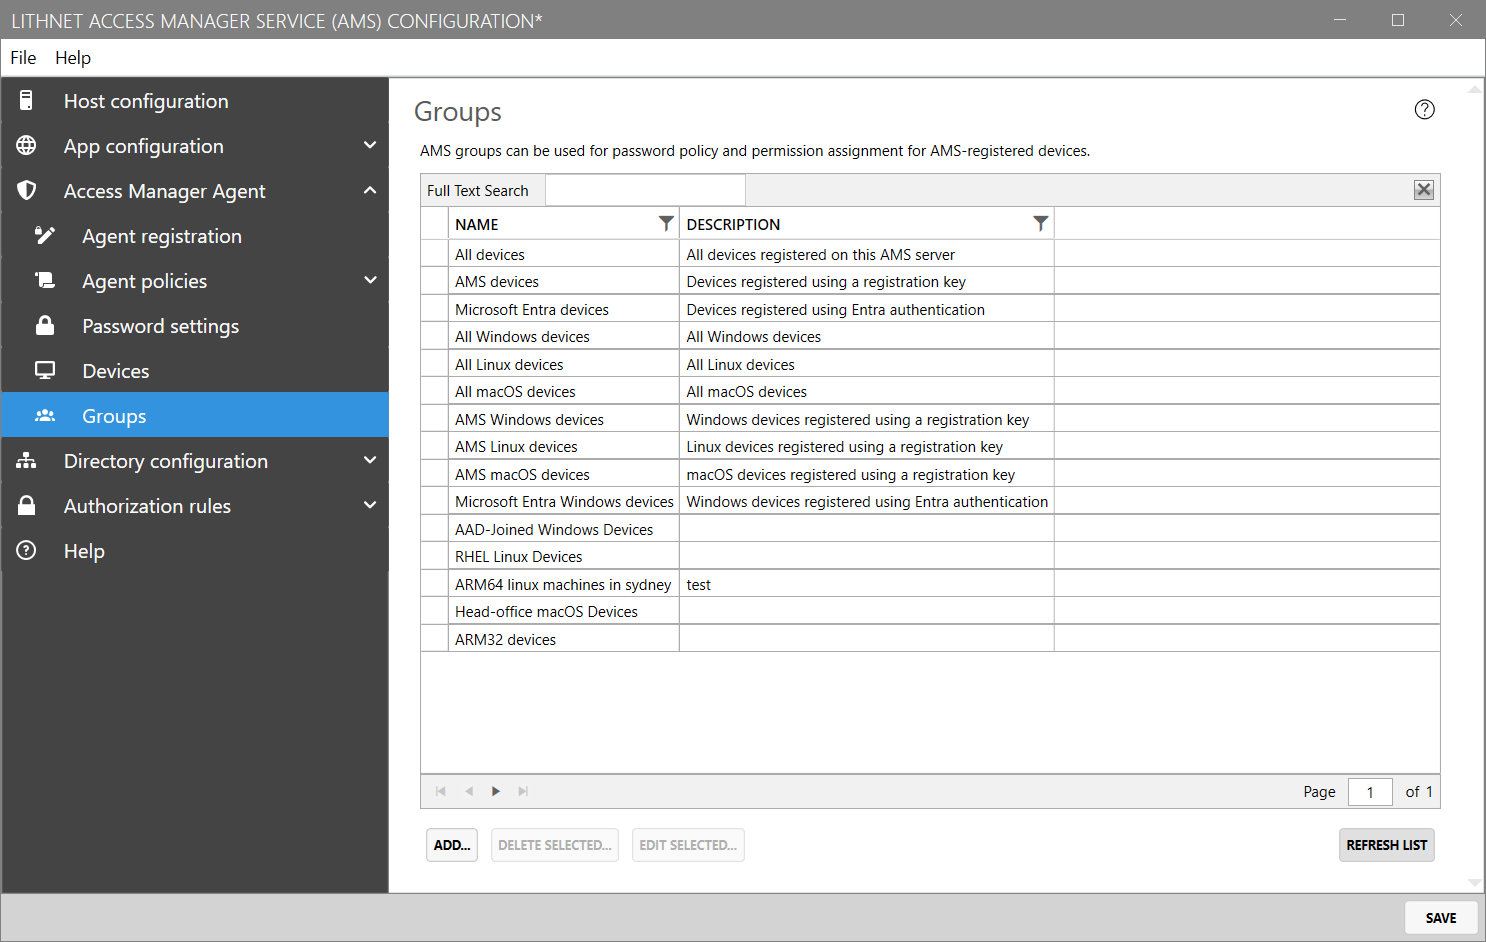 LITHNET ACCESS MANAGER SERVICE (AMS) CONFIGURATION*
File Help
Host configuration
App configuration
Access Manager Agent
Agent registration
Agent policies
Password settings
Devices
Groups
Directory configuration
Authorization rules
Help
Groups
AMS groups can be used for password policy and permission assignment for AMS-registered devices.
Full Text Search
NAME DESCRIPTION
All devices All devices registered on this AMS server
AMS devices Devices registered using a registration key
Microsoft Entra devices Devices registered using Entra authentication
All Windows devices All Windows devices
All Linux devices All Linux devices
All macOS devices All macOS devices
AMS Windows devices Windows devices registered using a registration key
AMS Linux devices Linux devices registered using a registration key
AMS macOS devices macOS devices registered using a registration key
Microsoft Entra Windows devices Windows devices registered using Entra authentication
AAD-Joined Windows Devices
RHEL Linux Devices
ARM64 linux machines in sydney test
Head-office macOS Devices
ARM32 devices
Page 1 of 1
ADD... DELETE SELECTED... EDIT SELECTED... REFRESH LIST
SAVE